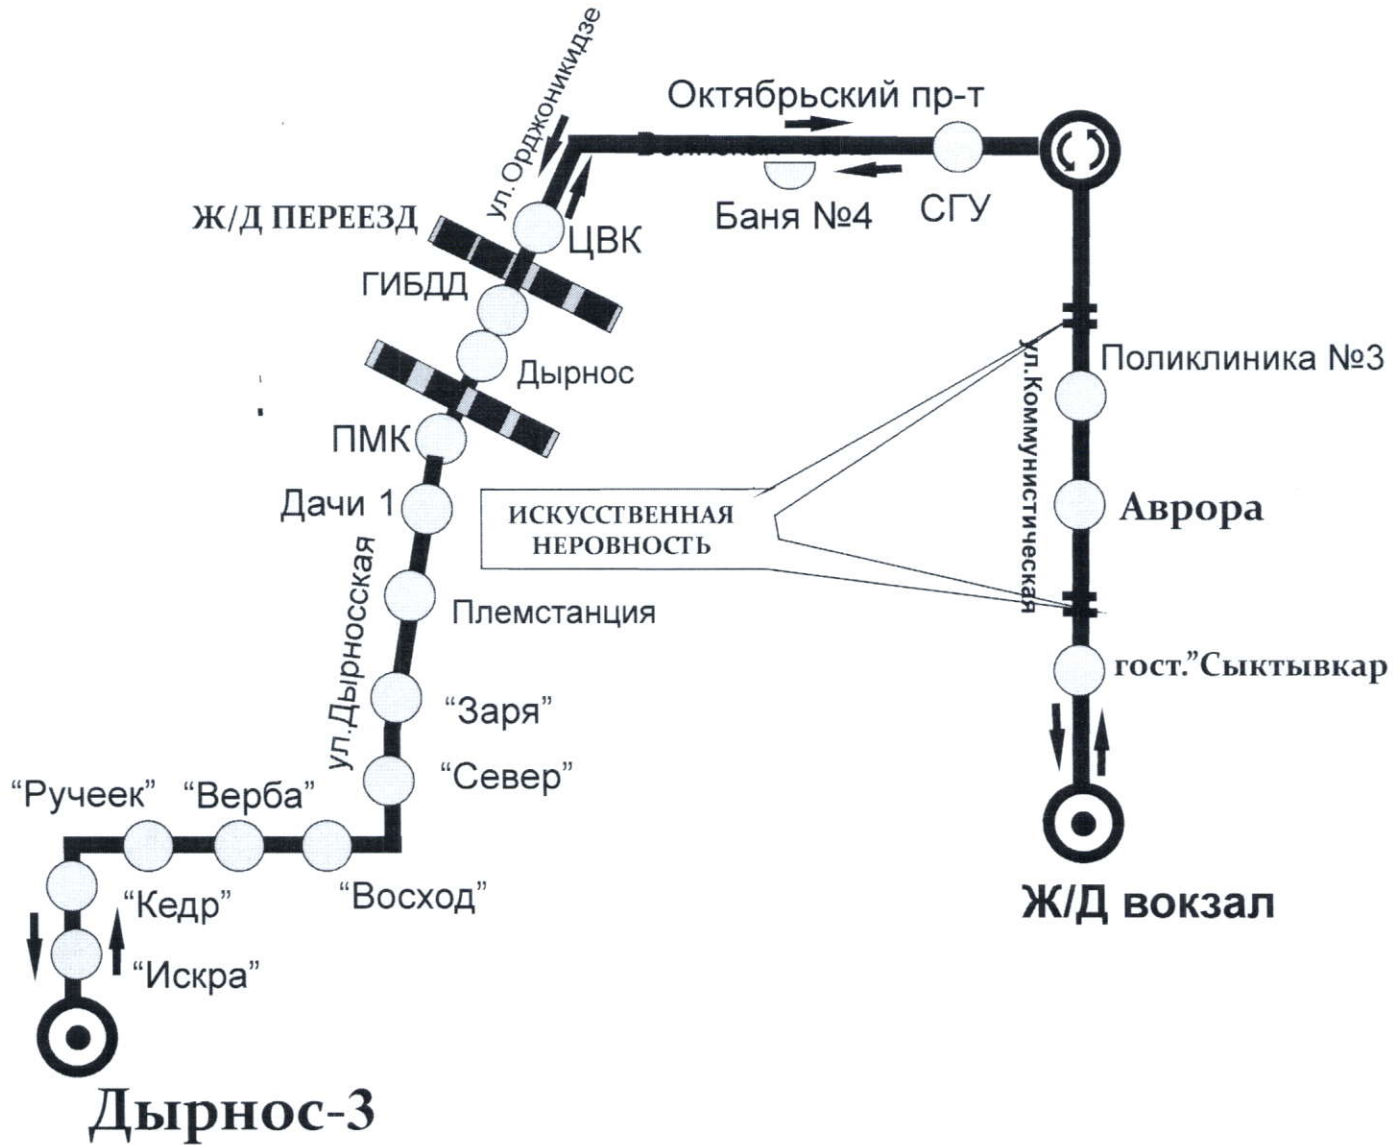 ул.Орджоникидзе
Октябрьский пр-т
Ж/Д ПЕРЕЕЗД
ЦВК
Баня №4
СГУ
ГИБДД
Дырнос
ул.Коммунистическая
Поликлиника №3
ПМК
Дачи 1
ИСКУССТВЕННАЯ
НЕРОВНОСТЬ
Аврора
ул.Дырносская
Племстанция
гост.”Сыктывкар
“Заря”
“Север”
“Ручеек”
“Верба”
“Кедр”
“Восход”
Ж/Д вокзал
“Искра”
Дырнос-3